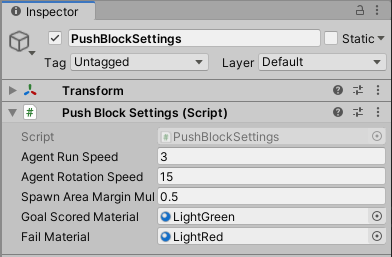 Inspector
PushBlockSettings Static
Tag Untagged Layer Default
Transform
# Push Block Settings (Script)
Script # PushBlockSettings
Agent Run Speed 3
Agent Rotation Speed 15
Spawn Area Margin Mul 0.5
Goal Scored Material LightGreen
Fail Material LightRed